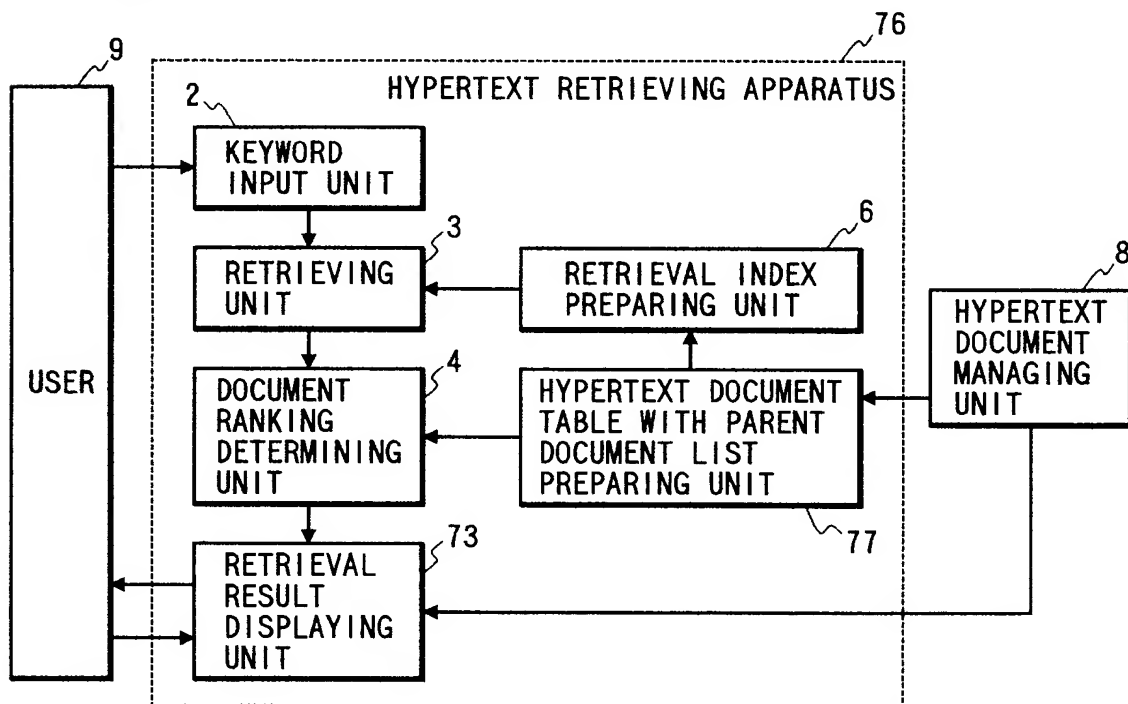 76
9
HYPERTEXT RETRIEVING APPARATUS
2
KEYWORD
INPUT UNIT
3
RETRIEVING
UNIT
6
RETRIEVAL INDEX
PREPARING UNIT
8
HYPERTEXT
DOCUMENT
MANAGING
UNIT
USER
4
DOCUMENT
RANKING
DETERMINING
UNIT
HYPERTEXT DOCUMENT
TABLE WITH PARENT
DOCUMENT LIST
PREPARING UNIT
77
73
RETRIEVAL
RESULT
DISPLAYING
UNIT